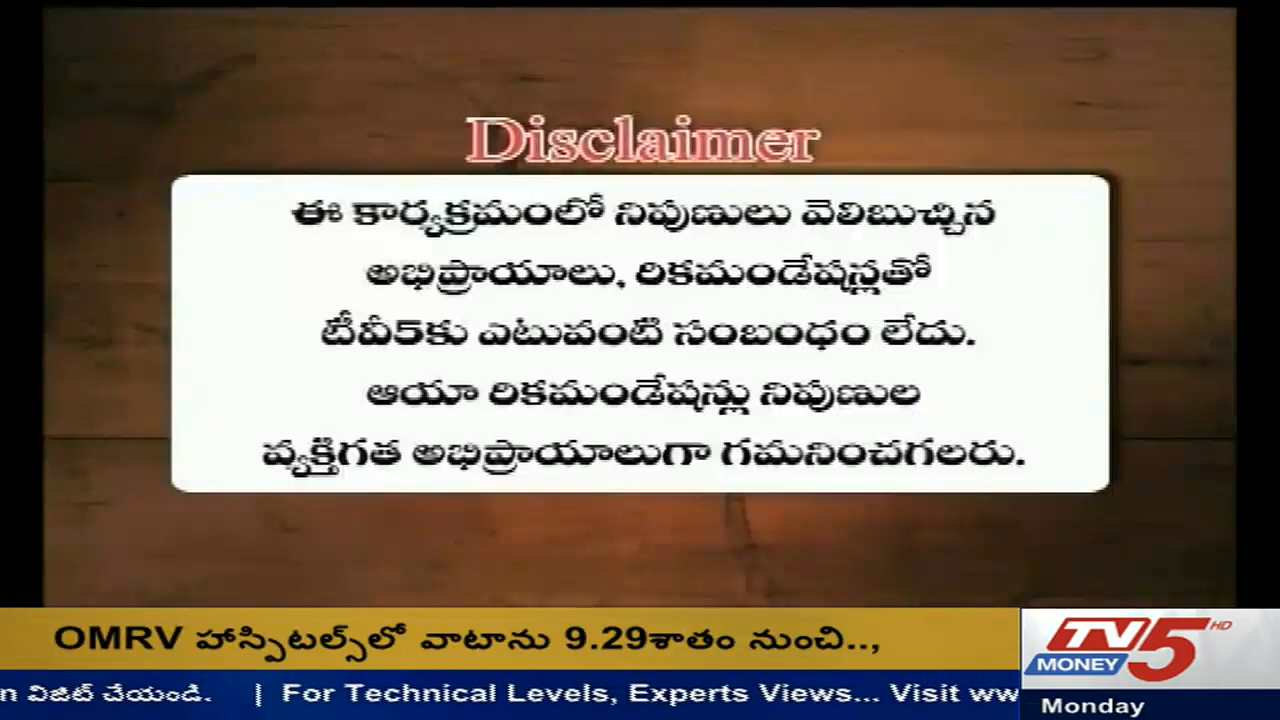 Disclaimer
ఈ కార్యక్రమంలో నిపుణులు వెలిబుచ్చిన
అభిప్రాయాలు, రికమండేషన్లతో
టీవీ5కు ఎటువంటి సంబంధం లేదు.
ఆయా రికమండేషన్లు నిపుణుల
వ్యక్తిగత అభిప్రాయాలుగా గమనించగలరు.
OMRV హాస్పిటల్స్‌లో వాటాను 9.29శాతం నుంచి..,
TV5 HD
MONEY
n విజిట్ చేయండి. | For Technical Levels, Experts Views... Visit ww
Monday